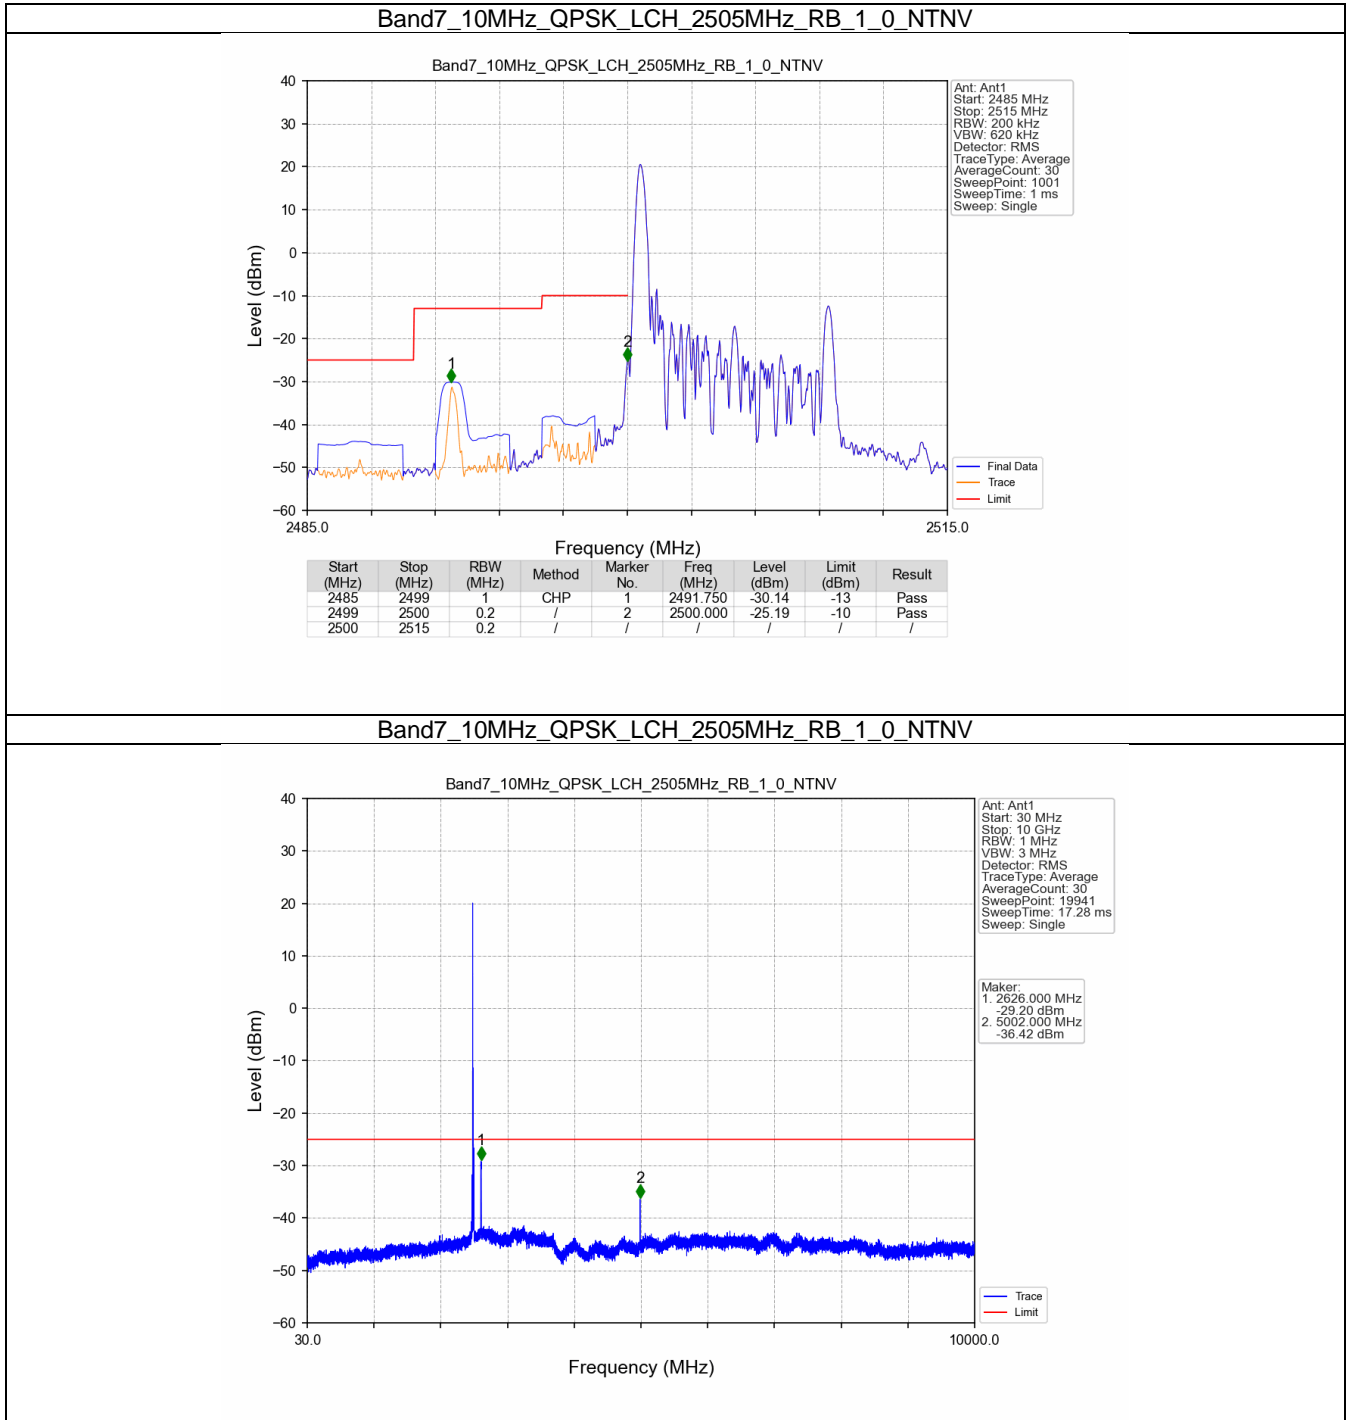 Band7_10MHz_QPSK_LCH_2505MHz_RB_1_0_NTNV
Band7_10MHz_QPSK_LCH_2505MHz_RB_1_0_NTNV
40
30
20
10
0
−10
−20
−30
−40
−50
−60
Level (dBm)
1
2
2485.0
2515.0
Frequency (MHz)
Ant: Ant1
Start: 2485 MHz
Stop: 2515 MHz
RBW: 200 kHz
VBW: 620 kHz
Detector: RMS
TraceType: Average
AverageCount: 30
SweepPoint: 1001
SweepTime: 1 ms
Sweep: Single
Final Data
Trace
Limit
Start (MHz) Stop (MHz) RBW (MHz) Method Marker No. Freq (MHz) Level (dBm) Limit (dBm) Result
2485 2499 1 CHP 1 2491.750 -30.14 -13 Pass
2499 2500 0.2 / 2 2500.000 -25.19 -10 Pass
2500 2515 0.2 / / / / / /
Band7_10MHz_QPSK_LCH_2505MHz_RB_1_0_NTNV
Band7_10MHz_QPSK_LCH_2505MHz_RB_1_0_NTNV
40
30
20
10
0
−10
−20
−30
−40
−50
−60
Level (dBm)
1
2
30.0
10000.0
Frequency (MHz)
Ant: Ant1
Start: 30 MHz
Stop: 10 GHz
RBW: 1 MHz
VBW: 3 MHz
Detector: RMS
TraceType: Average
AverageCount: 30
SweepPoint: 19941
SweepTime: 17.28 ms
Sweep: Single
Maker:
1. 2626.000 MHz
-29.20 dBm
2. 5002.000 MHz
-36.42 dBm
Trace
Limit